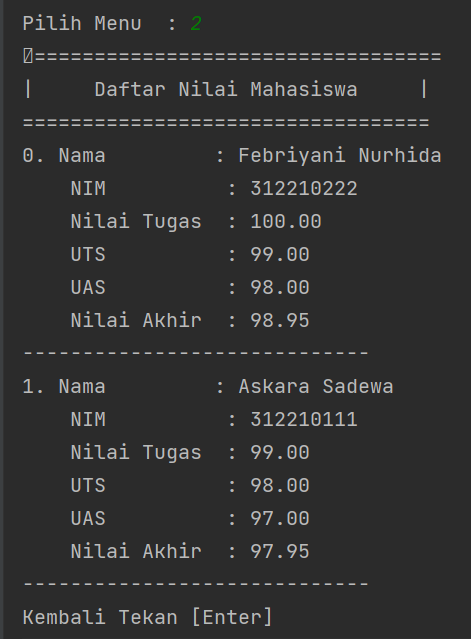 Pilih Menu  : 2
==================================
|     Daftar Nilai Mahasiswa     |
==================================
0. Nama         : Febriyani Nurhida
    NIM          : 312210222
    Nilai Tugas  : 100.00
    UTS          : 99.00
    UAS          : 98.00
    Nilai Akhir  : 98.95
-----------------------------
1. Nama         : Askara Sadewa
    NIM          : 312210111
    Nilai Tugas  : 99.00
    UTS          : 98.00
    UAS          : 97.00
    Nilai Akhir  : 97.95
-----------------------------
Kembali Tekan [Enter]